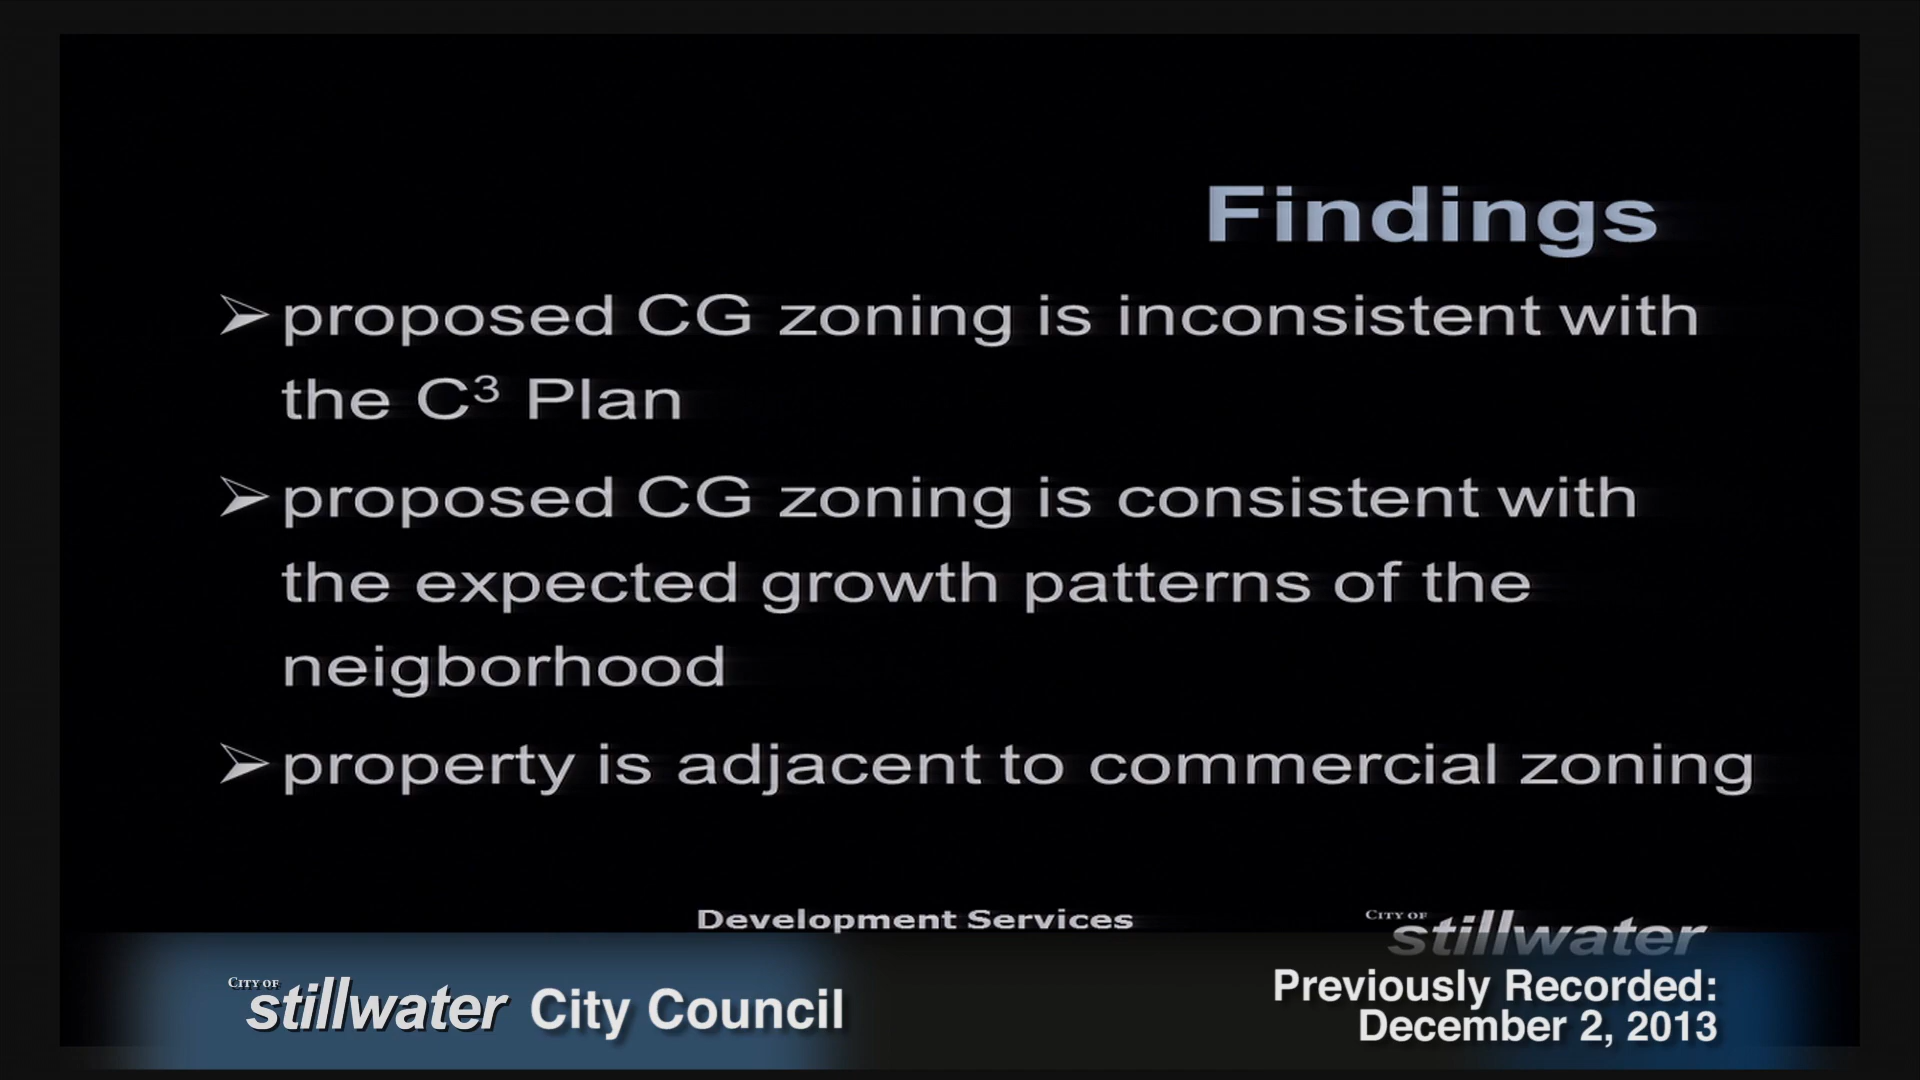 Findings
➢ proposed CG zoning is inconsistent with
the C³ Plan
➢ proposed CG zoning is consistent with
the expected growth patterns of the
neigborhood
➢ property is adjacent to commercial zoning
Development Services
CITY OF
stillwater
CITY OF
stillwater City Council
Previously Recorded:
December 2, 2013